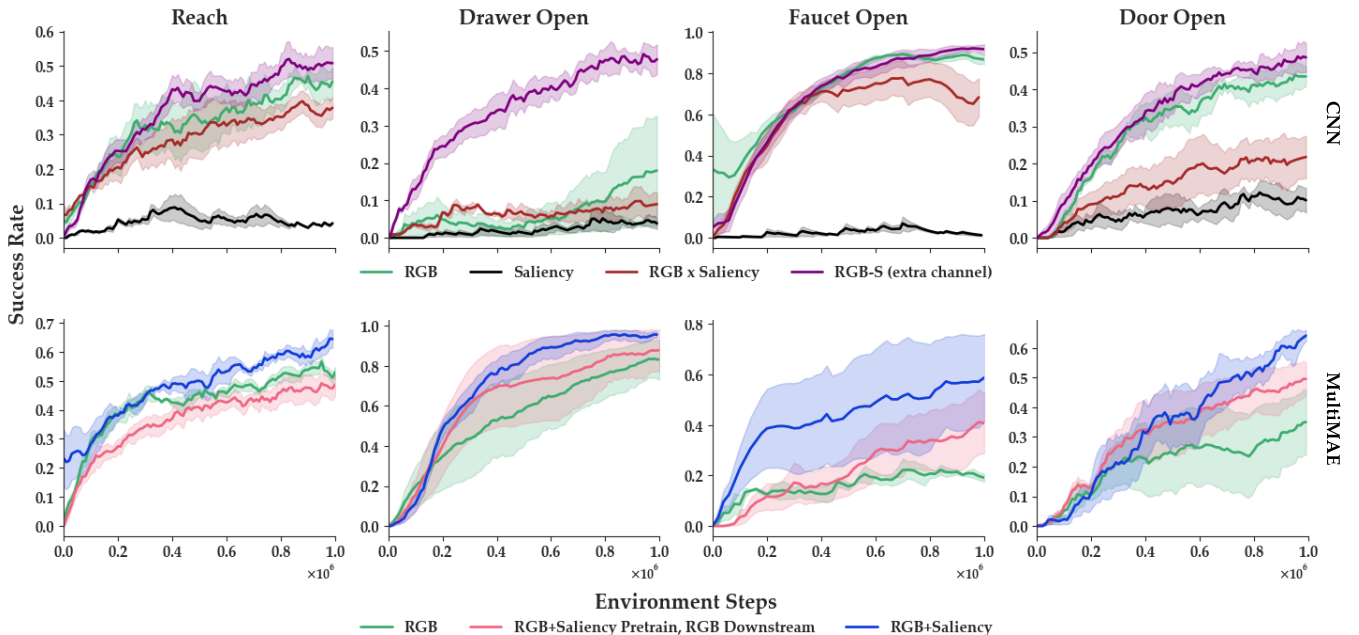 Reach Drawer Open Faucet Open Door Open
0.6 0.5 0.4 0.3 0.2 0.1 0.0
0.5 0.4 0.3 0.2 0.1 0.0
1.0 0.8 0.6 0.4 0.2 0.0
0.5 0.4 0.3 0.2 0.1 0.0
CNN
RGB Saliency RGB x Saliency RGB-S (extra channel)
Success Rate
0.7 0.6 0.5 0.4 0.3 0.2 0.1 0.0
1.0 0.8 0.6 0.4 0.2 0.0
0.8 0.6 0.4 0.2 0.0
0.6 0.5 0.4 0.3 0.2 0.1 0.0
MultiMAE
0.0 0.2 0.4 0.6 0.8 1.0 0.0 0.2 0.4 0.6 0.8 1.0 0.0 0.2 0.4 0.6 0.8 1.0 0.0 0.2 0.4 0.6 0.8 1.0
×10⁶ ×10⁶ ×10⁶ ×10⁶
Environment Steps
RGB RGB+Saliency Pretrain, RGB Downstream RGB+Saliency